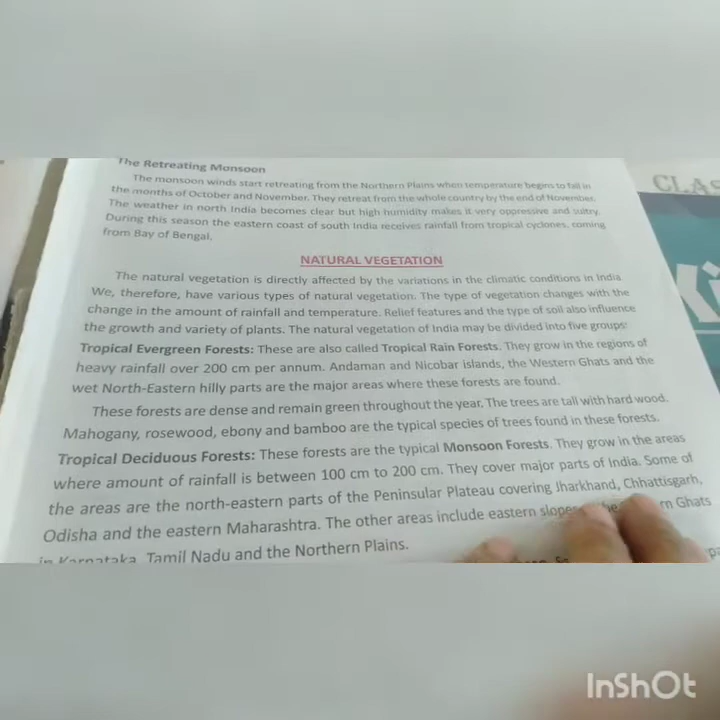 The Retreating Monsoon
The monsoon winds start retreating from the Northern Plains when temperature begins to fall in
the months of October and November. They retreat from the whole country by the end of November.
The weather in north India becomes clear but high humidity makes it very oppressive and sultry.
During this season the eastern coast of south India receives rainfall from tropical cyclones, coming
from Bay of Bengal.
NATURAL VEGETATION
The natural vegetation is directly affected by the variations in the climatic conditions in India.
We, therefore, have various types of natural vegetation. The type of vegetation changes with the
change in the amount of rainfall and temperature. Relief features and the type of soil also influence
the growth and variety of plants. The natural vegetation of India may be divided into five groups:
Tropical Evergreen Forests: These are also called Tropical Rain Forests. They grow in the regions of
heavy rainfall over 200 cm per annum. Andaman and Nicobar islands, the Western Ghats and the
wet North-Eastern hilly parts are the major areas where these forests are found.
These forests are dense and remain green throughout the year. The trees are tall with hard wood.
Mahogany, rosewood, ebony and bamboo are the typical species of trees found in these forests.
Tropical Deciduous Forests: These forests are the typical Monsoon Forests. They grow in the areas
where amount of rainfall is between 100 cm to 200 cm. They cover major parts of India. Some of
the areas are the north-eastern parts of the Peninsular Plateau covering Jharkhand, Chhattisgarh,
Odisha and the eastern Maharashtra. The other areas include eastern slope rn Ghats
in Karnataka, Tamil Nadu and the Northern Plains.
CLAS
InShOt